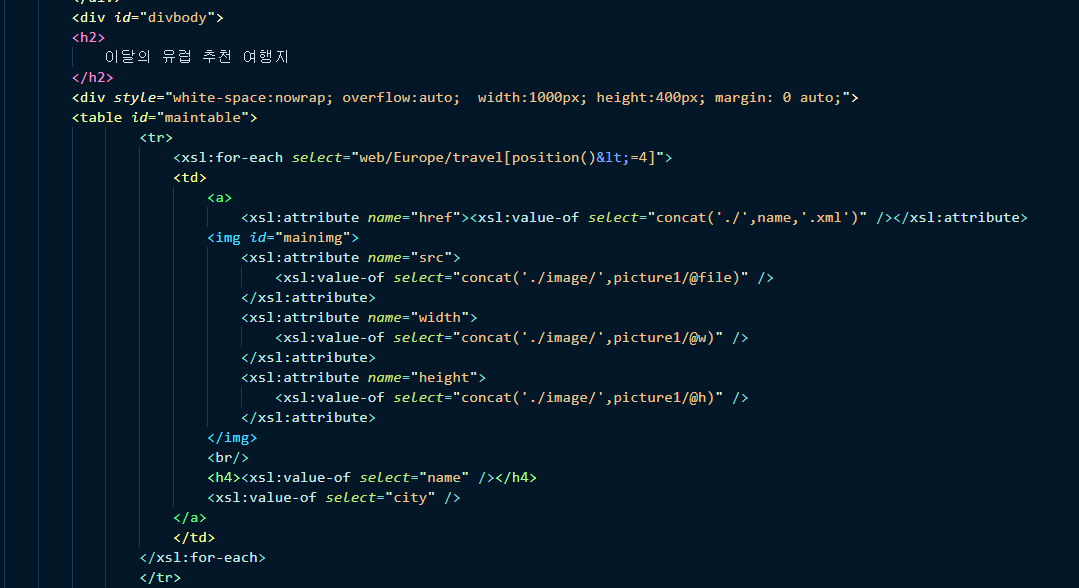 </div>
<div id="divbody">
<h2>
이달의 유럽 추천 여행지
</h2>
<div style="white-space:nowrap; overflow:auto;  width:1000px; height:400px; margin: 0 auto;">
<table id="maintable">
<tr>
<xsl:for-each select="web/Europe/travel[position()&lt;=4]">
<td>
<a>
<xsl:attribute name="href"><xsl:value-of select="concat('./',name,'.xml')" /></xsl:attribute>
<img id="mainimg">
<xsl:attribute name="src">
<xsl:value-of select="concat('./image/',picture1/@file)" />
</xsl:attribute>
<xsl:attribute name="width">
<xsl:value-of select="concat('./image/',picture1/@w)" />
</xsl:attribute>
<xsl:attribute name="height">
<xsl:value-of select="concat('./image/',picture1/@h)" />
</xsl:attribute>
</img>
<br/>
<h4><xsl:value-of select="name" /></h4>
<xsl:value-of select="city" />
</a>
</td>
</xsl:for-each>
</tr>